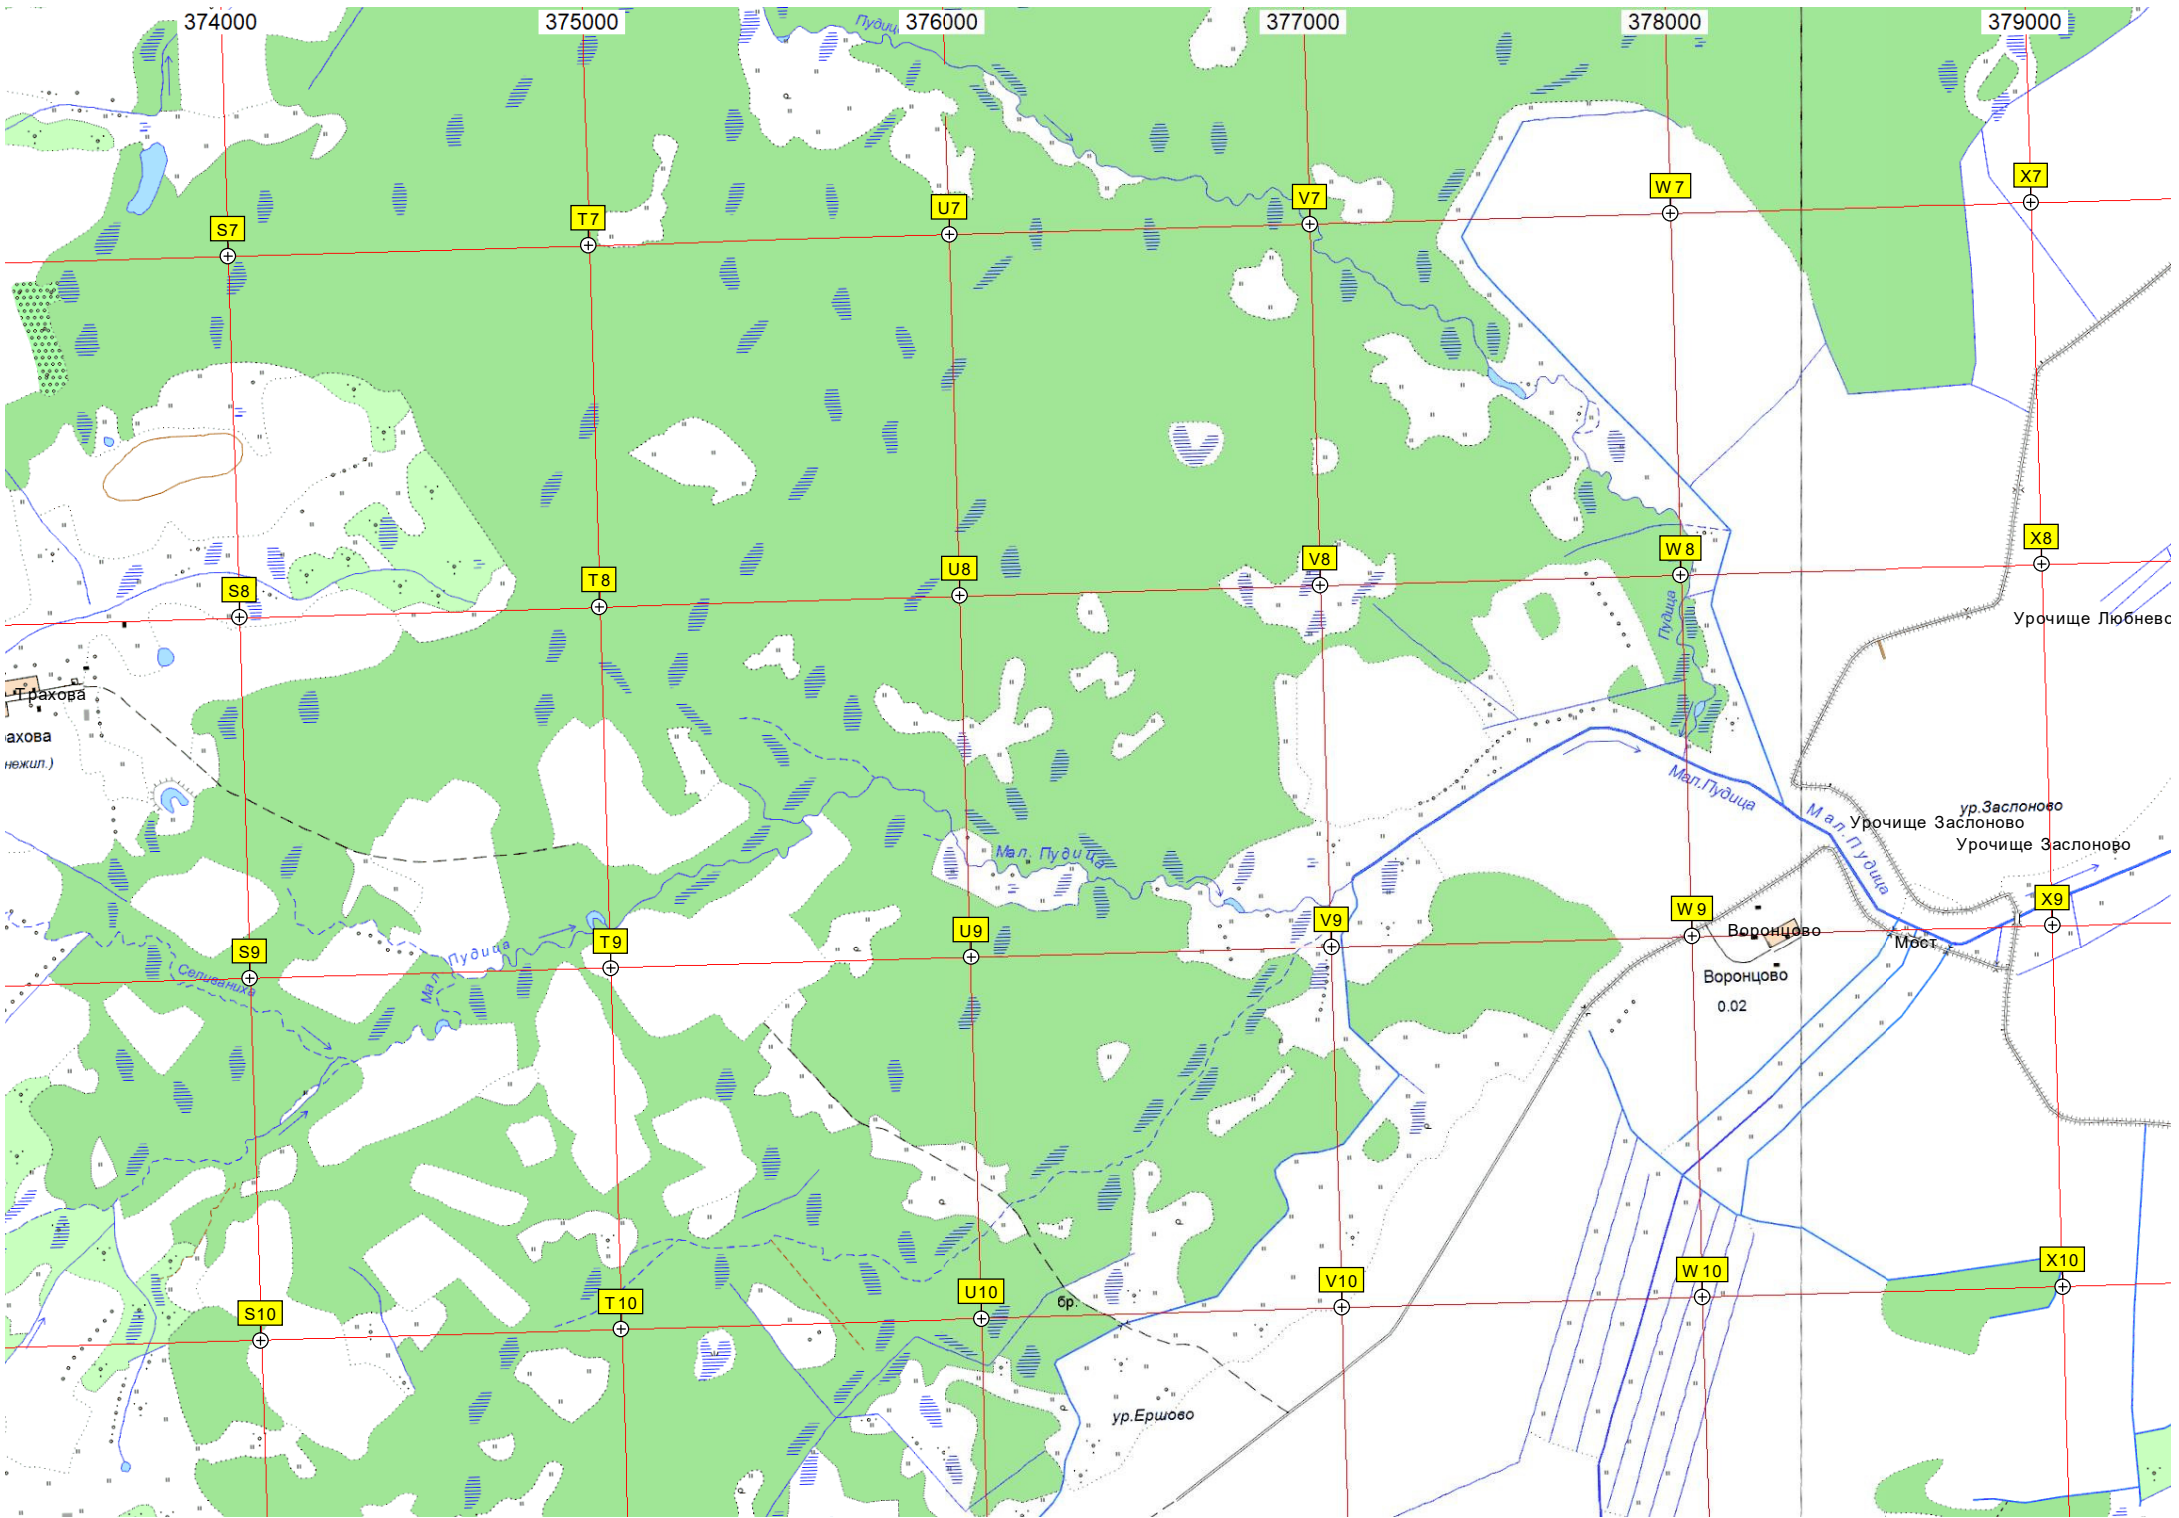 374000 375000 376000 377000 378000 379000
Пудица
S7 T7 U7 V7 W7 X7
S8 T8 U8 V8 W8 X8
Урочище Любнево
Пудица
Трахова
ахова
нежил.)
Мал.Пудица
Мал.Пудица
ур.Заслоново
Урочище Заслоново
Урочище Заслоново
Мал. Пудица
S9 T9 U9 V9 W9 X9
Воронцово
Мост
Мал. Пудица
Селиваниха
Воронцово
0.02
S10 T10 U10 V10 W10 X10
бр.
ур.Ершово
р
р
р
р
р
р